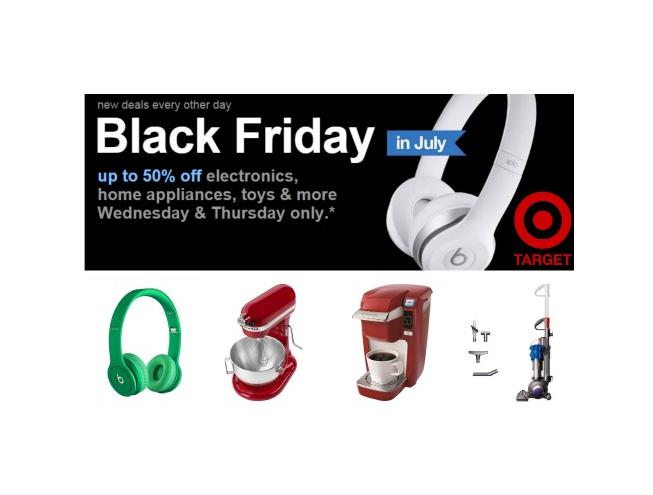 new deals every other day
Black Friday
in July
up to 50% off electronics,
home appliances, toys & more
Wednesday & Thursday only.*
solo
b
TARGET
b